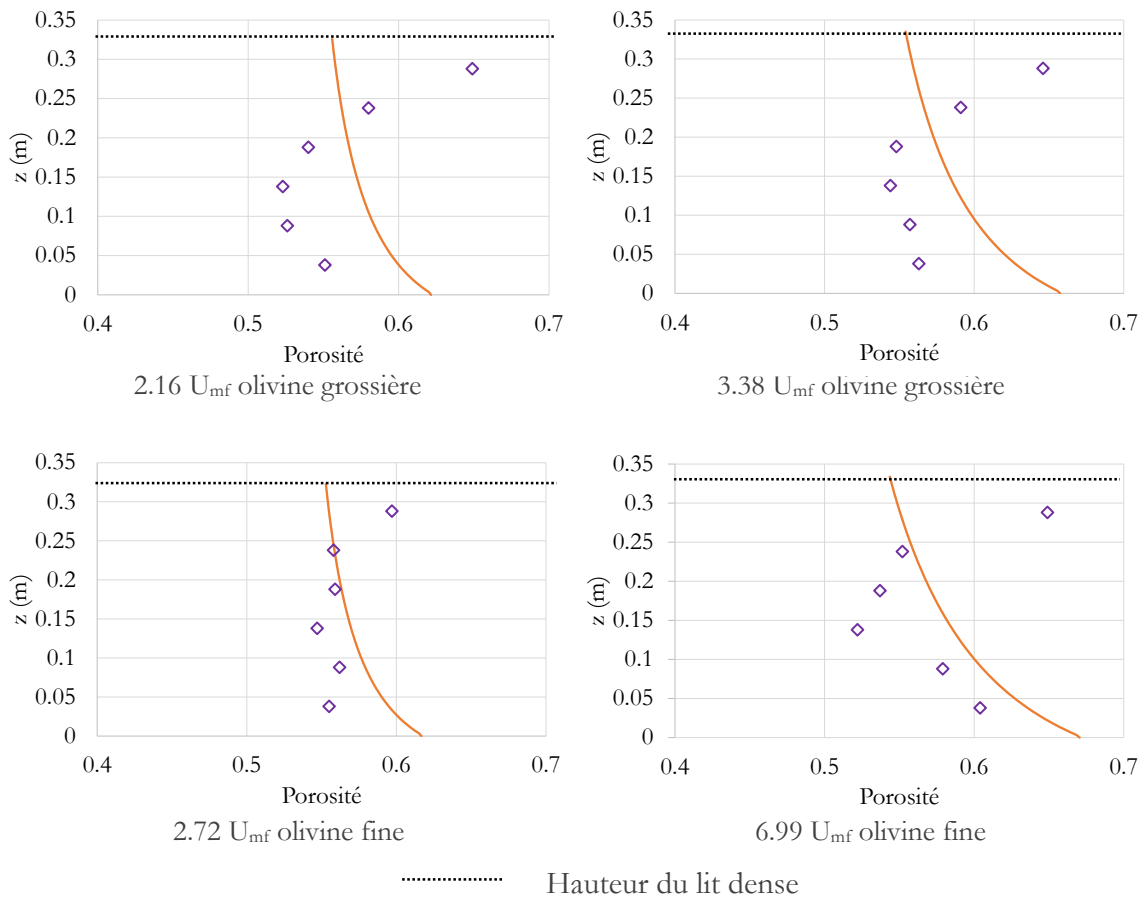 0.35
0.3
0.25
0.2
0.15
0.1
0.05
0
z (m)
0.4 0.5 0.6 0.7
Porosité
2.16 Umf olivine grossière
0.35
0.3
0.25
0.2
0.15
0.1
0.05
0
z (m)
0.4 0.5 0.6 0.7
Porosité
3.38 Umf olivine grossière
0.35
0.3
0.25
0.2
0.15
0.1
0.05
0
z (m)
0.4 0.5 0.6 0.7
Porosité
2.72 Umf olivine fine
0.35
0.3
0.25
0.2
0.15
0.1
0.05
0
z (m)
0.4 0.5 0.6 0.7
Porosité
6.99 Umf olivine fine
Hauteur du lit dense